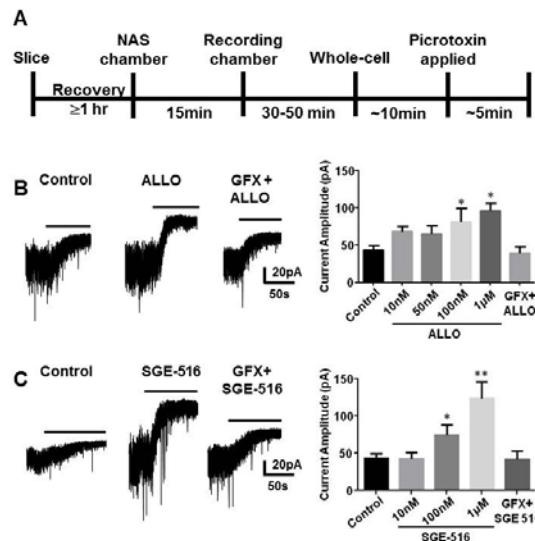 A
Slice
NAS
chamber
Recording
chamber
Whole-cell
Picrotoxin
applied
Recovery
≥1 hr
15min
30-50 min
~10min
~5min
B
Control
ALLO
GFX+
ALLO
20pA
50s
Current Amplitude (pA)
150
100
50
0
*
*
Control
10nM
50nM
100nM
1µM
GFX+
ALLO
ALLO
C
Control
SGE-516
GFX+
SGE-516
20pA
50s
Current Amplitude (pA)
150
100
50
0
*
**
Control
10nM
100nM
1µM
GFX+
SGE 51
SGE-516